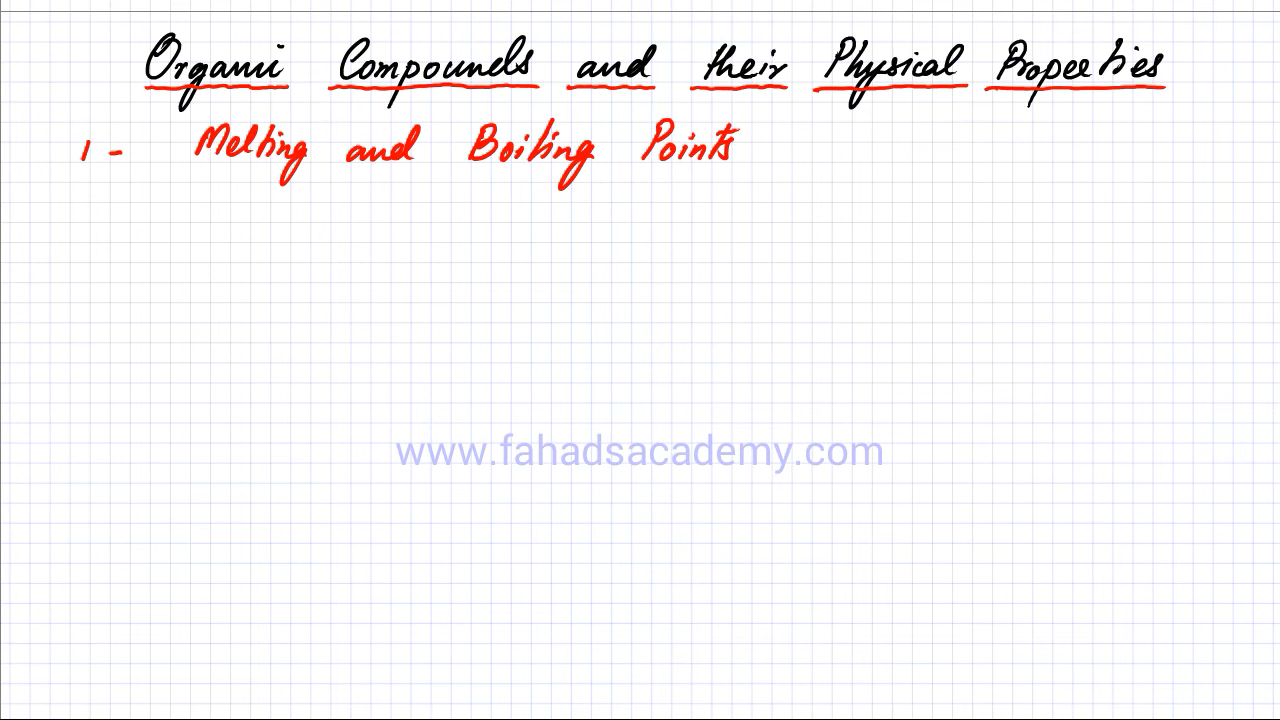 Organic Compounds and their Physical Properties
1- Melting and Boiling Points
www.fahadsacademy.com